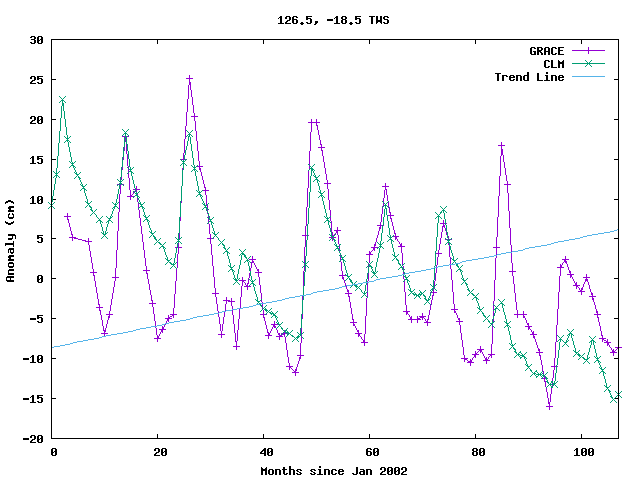 126.5, -18.5 TWS
GRACE
CLM
Trend Line
30
25
20
15
10
5
0
-5
-10
-15
-20
Anomaly (cm)
0 20 40 60 80 100
Months since Jan 2002